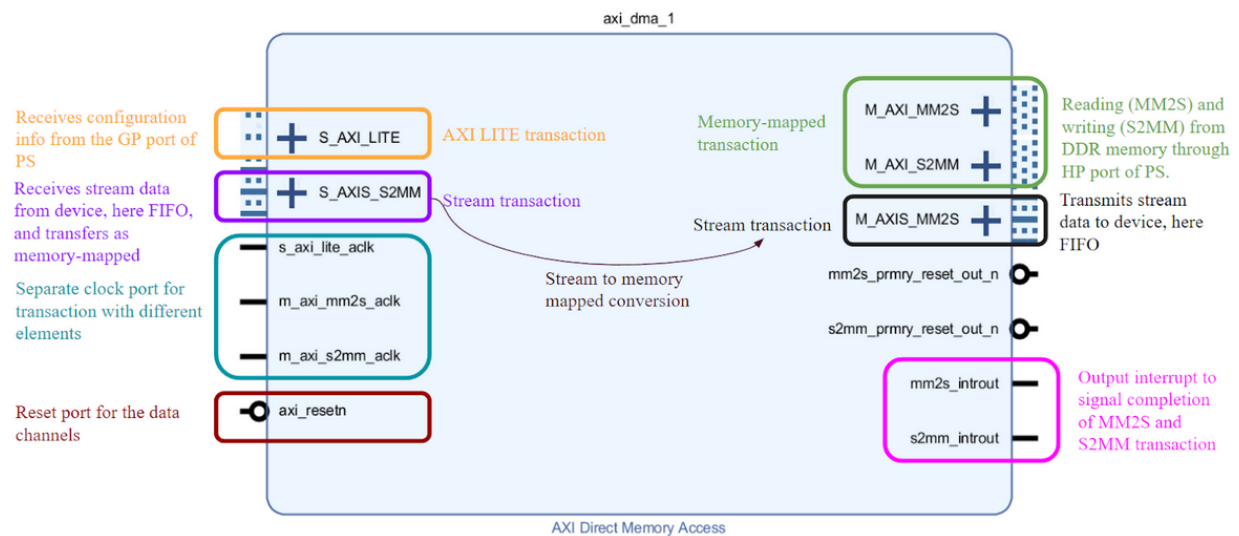 axi_dma_1
Receives configuration
info from the GP port of
PS
S_AXI_LITE
AXI LITE transaction
Receives stream data
from device, here FIFO,
and transfers as
memory-mapped
S_AXIS_S2MM
Stream transaction
Separate clock port for
transaction with different
elements
s_axi_lite_aclk
m_axi_mm2s_aclk
m_axi_s2mm_aclk
Reset port for the data
channels
axi_resetn
Stream to memory
mapped conversion
Memory-mapped
transaction
M_AXI_MM2S
M_AXI_S2MM
Reading (MM2S) and
writing (S2MM) from
DDR memory through
HP port of PS.
Stream transaction
M_AXIS_MM2S
Transmits stream
data to device, here
FIFO
mm2s_prmry_reset_out_n
s2mm_prmry_reset_out_n
mm2s_introut
s2mm_introut
Output interrupt to
signal completion
of MM2S and
S2MM transaction
AXI Direct Memory Access